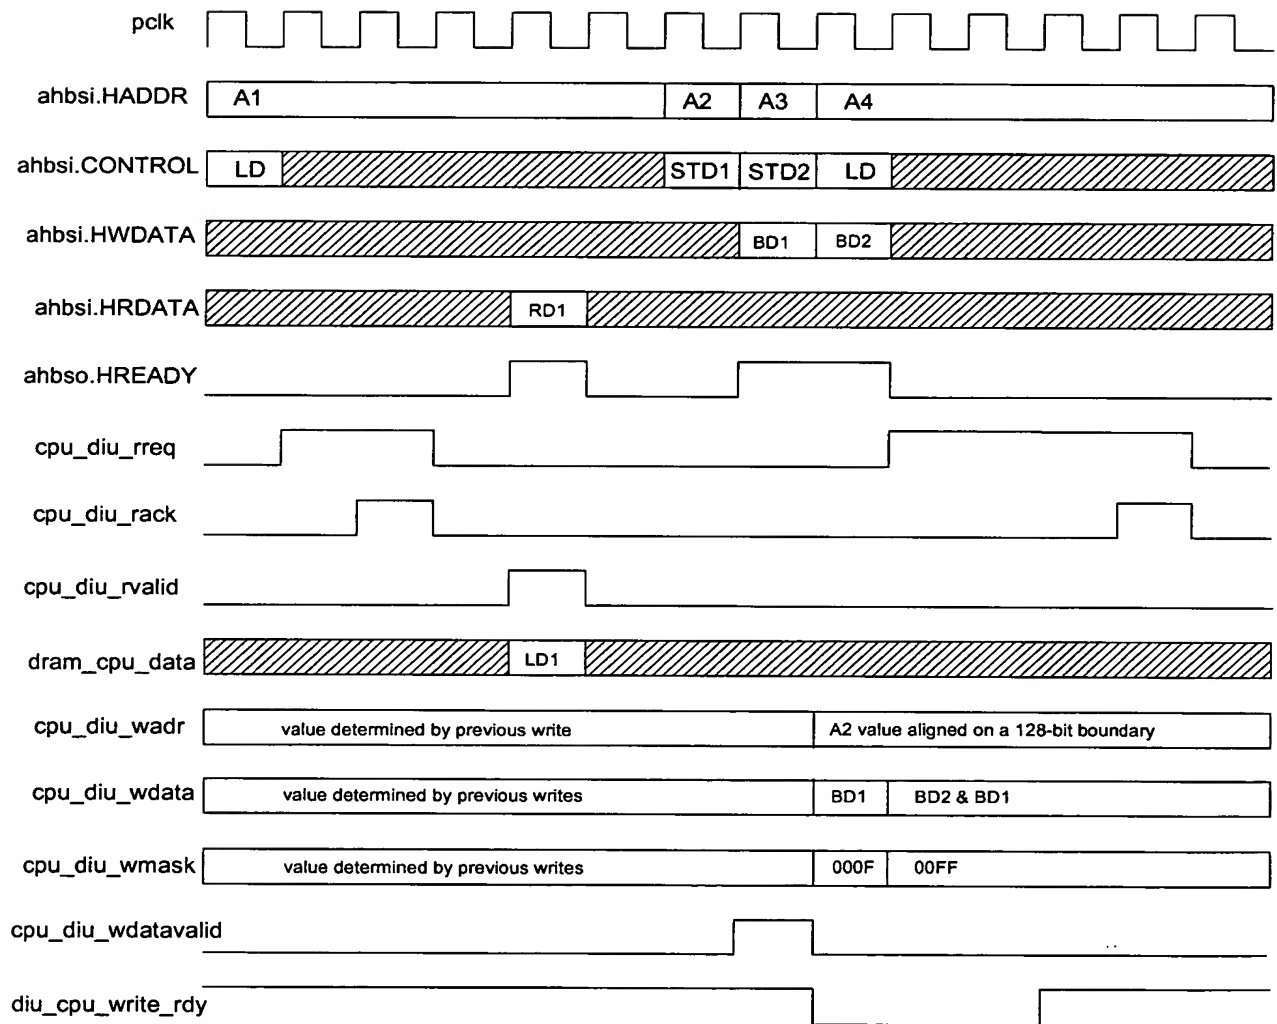 pclk
ahbsi.HADDR A1 A2 A3 A4
ahbsi.CONTROL LD STD1 STD2 LD
ahbsi.HWDATA BD1 BD2
ahbsi.HRDATA RD1
ahbso.HREADY
cpu_diu_rreq
cpu_diu_rack
cpu_diu_rvalid
dram_cpu_data LD1
cpu_diu_wadr value determined by previous write A2 value aligned on a 128-bit boundary
cpu_diu_wdata value determined by previous writes BD1 BD2 & BD1
cpu_diu_wmask value determined by previous writes 000F 00FF
cpu_diu_wdatavalid
diu_cpu_write_rdy